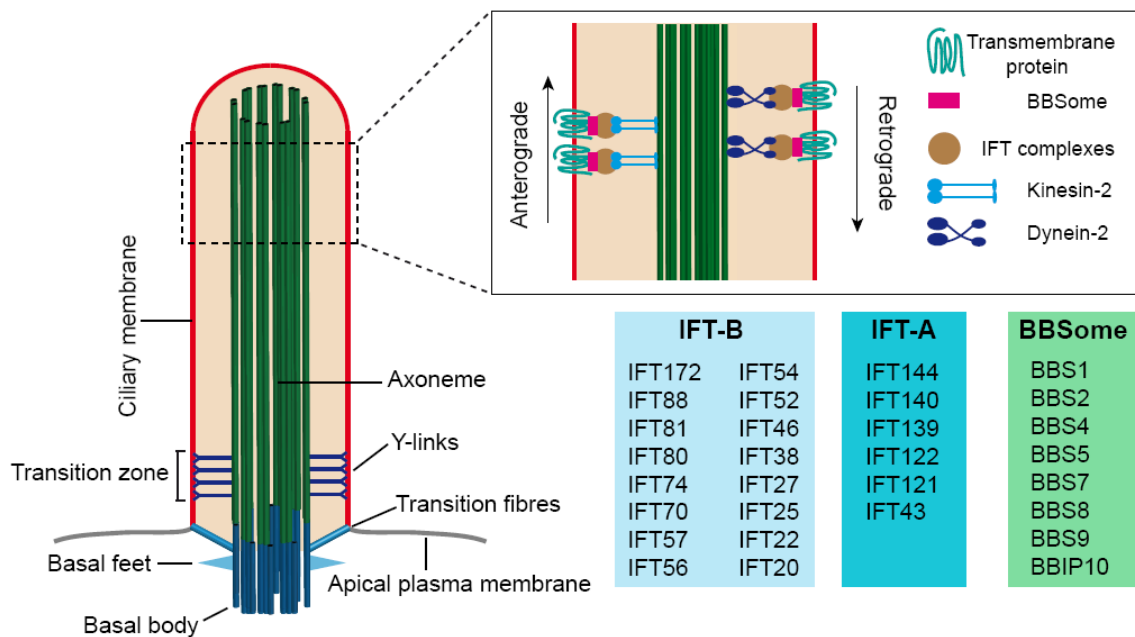 Ciliary membrane
Axoneme
Y-links
Transition zone
Transition fibres
Basal feet
Apical plasma membrane
Basal body
Anterograde
Retrograde
Transmembrane
protein
BBSome
IFT complexes
Kinesin-2
Dynein-2
IFT-B
IFT172 IFT54
IFT88 IFT52
IFT81 IFT46
IFT80 IFT38
IFT74 IFT27
IFT70 IFT25
IFT57 IFT22
IFT56 IFT20
IFT-A
IFT144
IFT140
IFT139
IFT122
IFT121
IFT43
BBSome
BBS1
BBS2
BBS4
BBS5
BBS7
BBS8
BBS9
BBIP10